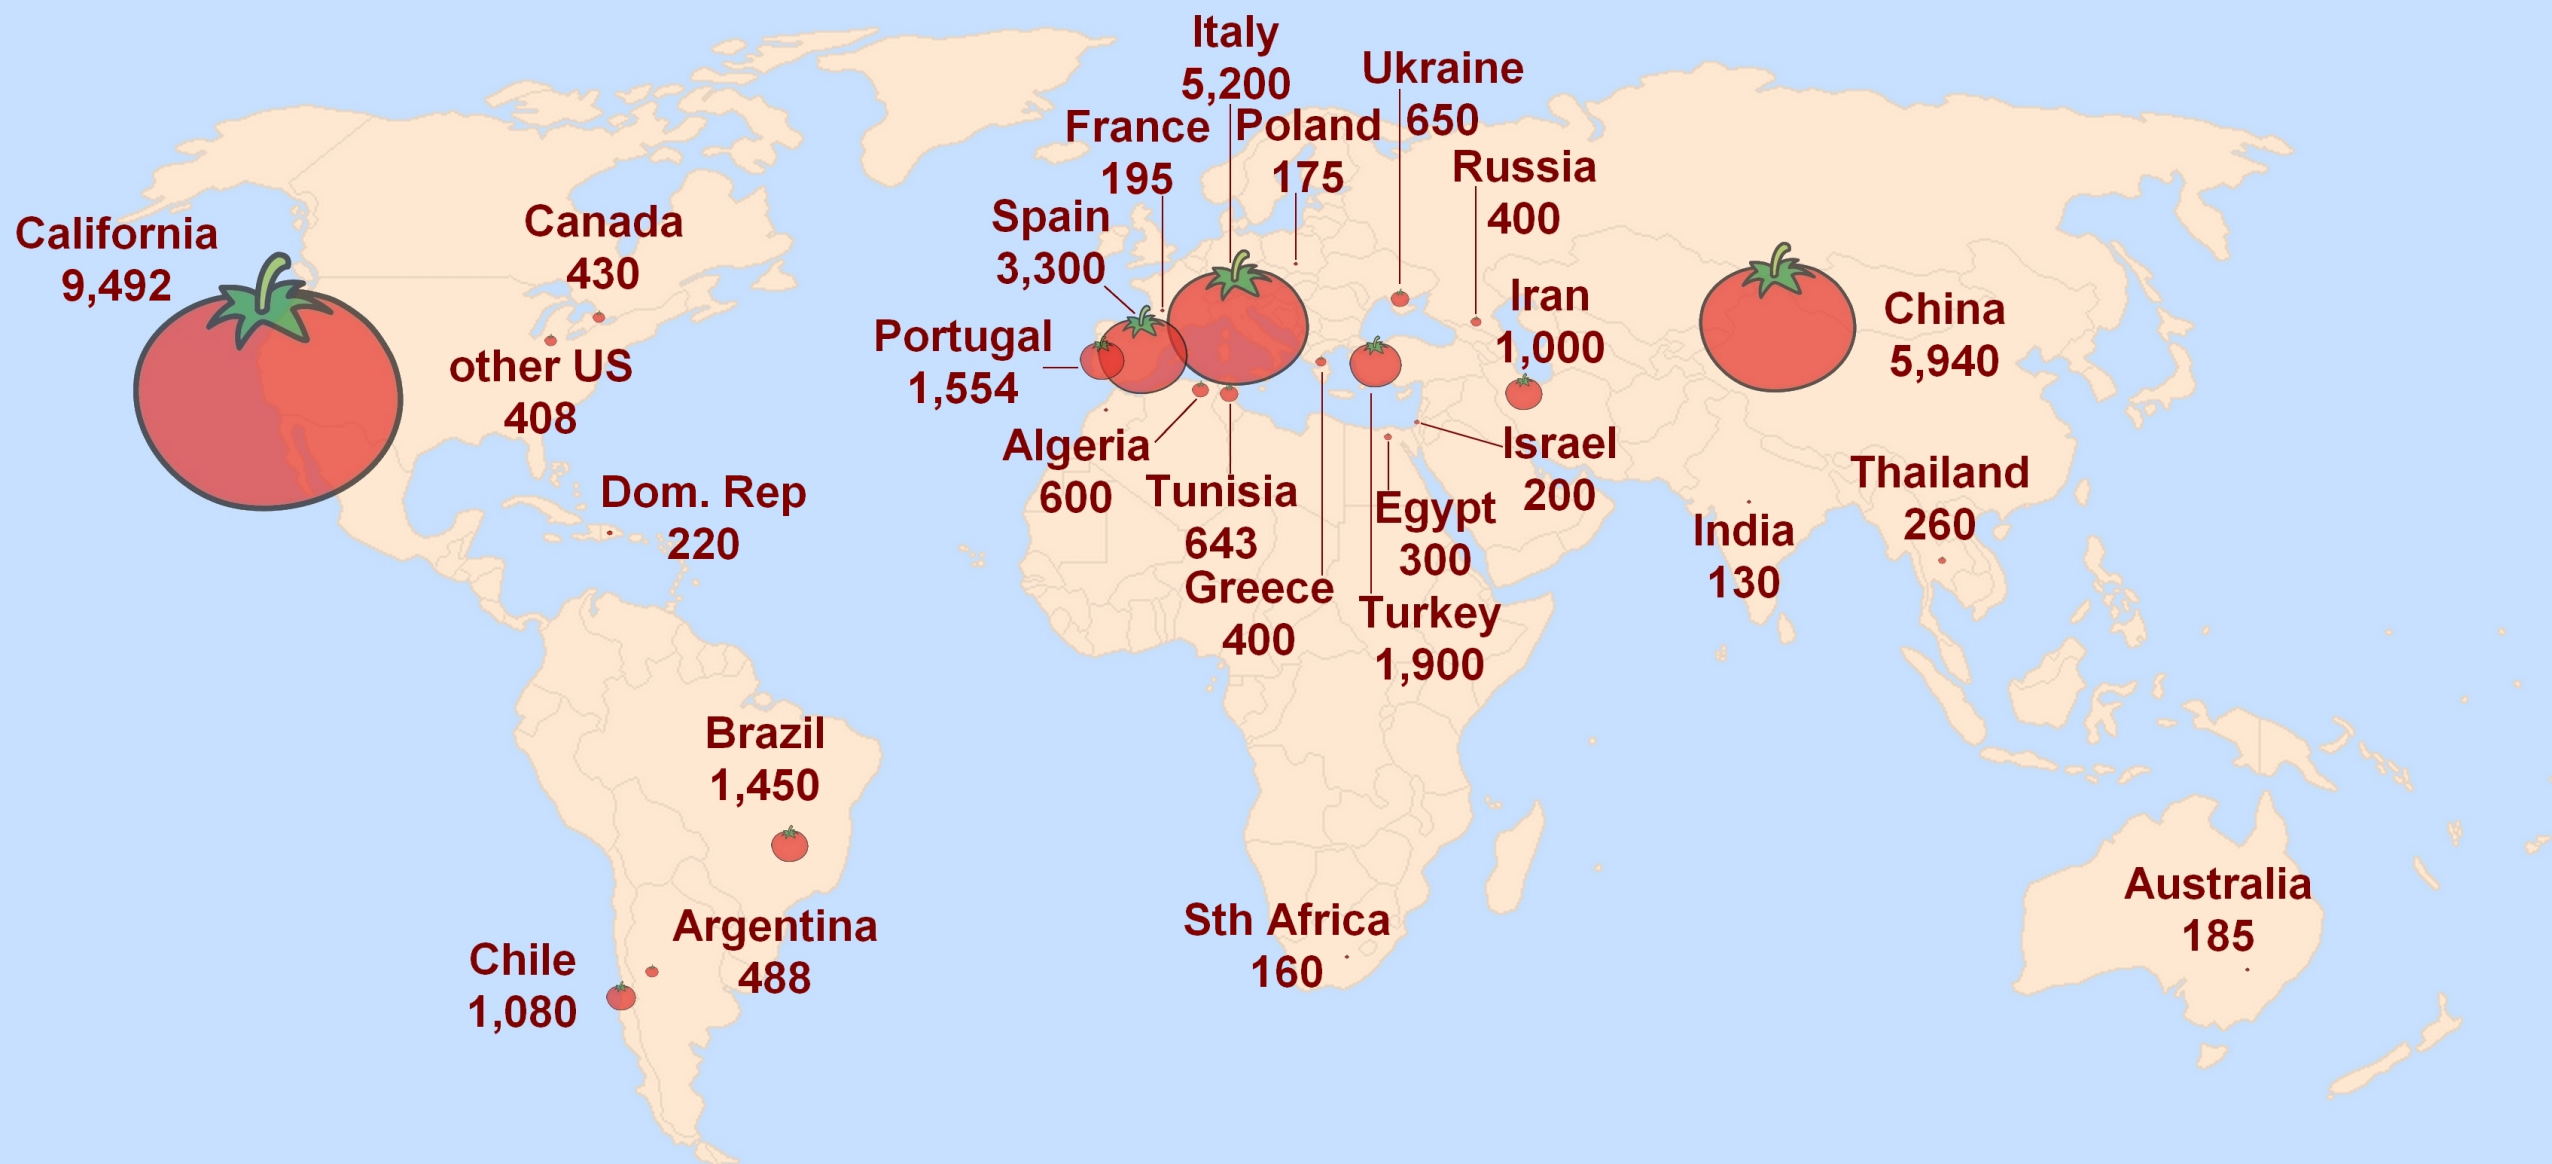 Italy
5,200
Ukraine
650
France
195
Poland
175
Russia
400
Spain
3,300
California
9,492
Canada
430
Iran
1,000
China
5,940
Portugal
1,554
other US
408
Algeria
600
Tunisia
643
Israel
200
Egypt
300
Thailand
260
Dom. Rep
220
India
130
Greece
400
Turkey
1,900
Brazil
1,450
Australia
185
Argentina
488
Sth Africa
160
Chile
1,080